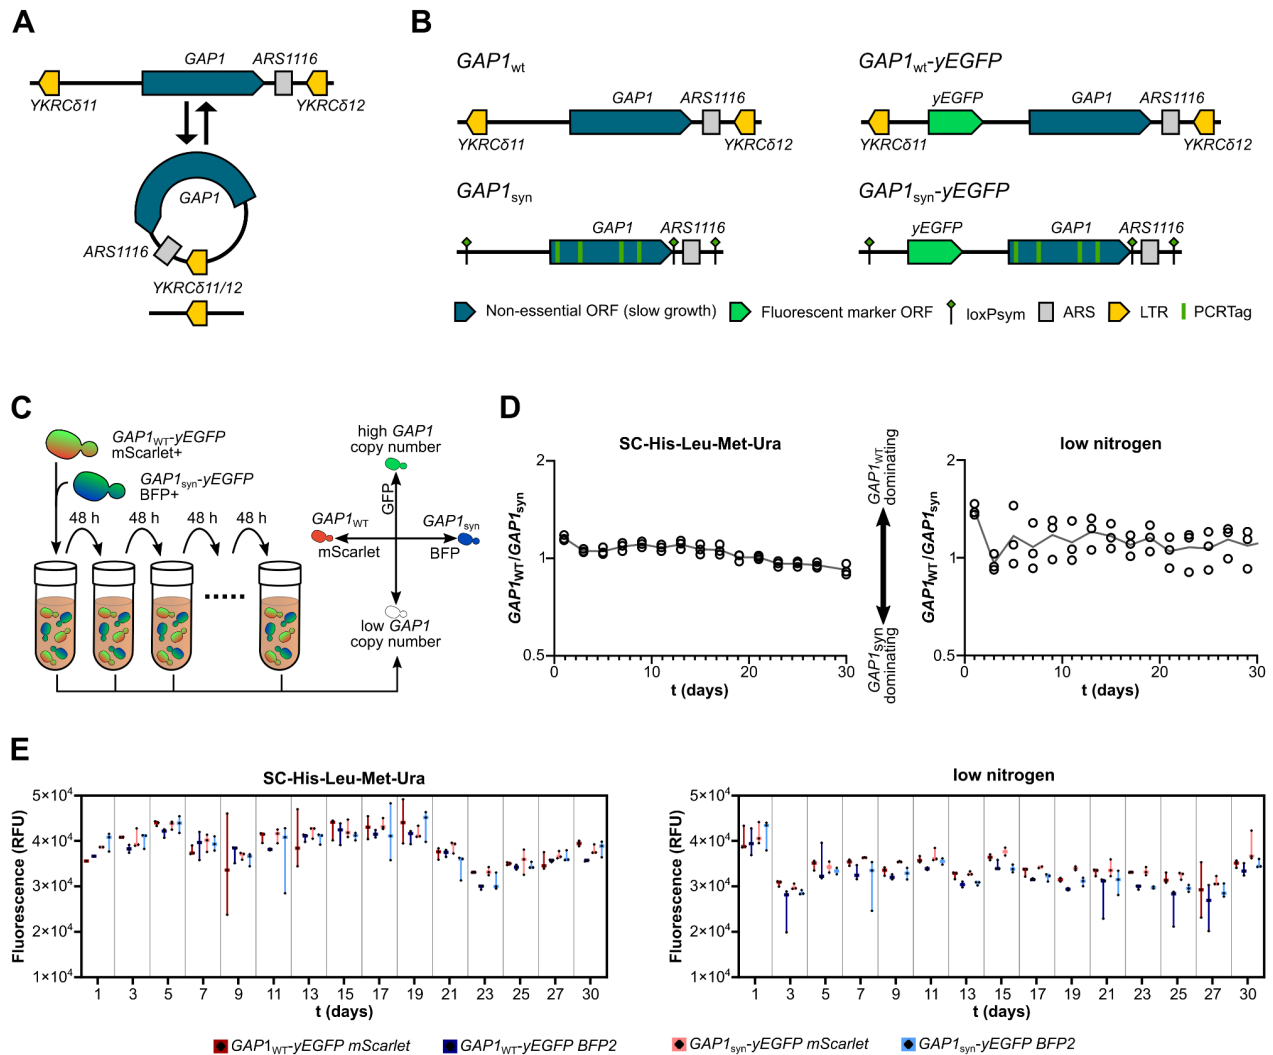 A
GAP1
ARS1116
YKRCδ11
YKRCδ12
GAP1
ARS1116
YKRCδ11/12
B
GAP1wt
GAP1
ARS1116
YKRCδ11
YKRCδ12
GAP1wt-yEGFP
yEGFP
GAP1
ARS1116
YKRCδ11
YKRCδ12
GAP1syn
GAP1
ARS1116
GAP1syn-yEGFP
yEGFP
GAP1
ARS1116
Non-essential ORF (slow growth)
Fluorescent marker ORF
loxPsym
ARS
LTR
PCRTag
C
GAP1WT-yEGFP
mScarlet+
GAP1syn-yEGFP
BFP+
48 h
48 h
48 h
48 h
high GAP1
copy number
GFP
GAP1WT
mScarlet
GAP1syn
BFP
low GAP1
copy number
D
SC-His-Leu-Met-Ura
GAP1WT/GAP1syn
2
1
0.5
0
10
20
30
t (days)
GAP1WT
dominating
GAP1syn
dominating
low nitrogen
GAP1WT/GAP1syn
2
1
0.5
0
10
20
30
t (days)
E
SC-His-Leu-Met-Ura
Fluorescence (RFU)
5×10⁴
4×10⁴
3×10⁴
2×10⁴
1×10⁴
1 3 5 7 9 11 13 15 17 19 21 23 25 27 30
t (days)
low nitrogen
Fluorescence (RFU)
5×10⁴
4×10⁴
3×10⁴
2×10⁴
1×10⁴
1 3 5 7 9 11 13 15 17 19 21 23 25 27 30
t (days)
GAP1WT-yEGFP mScarlet
GAP1WT-yEGFP BFP2
GAP1syn-yEGFP mScarlet
GAP1syn-yEGFP BFP2